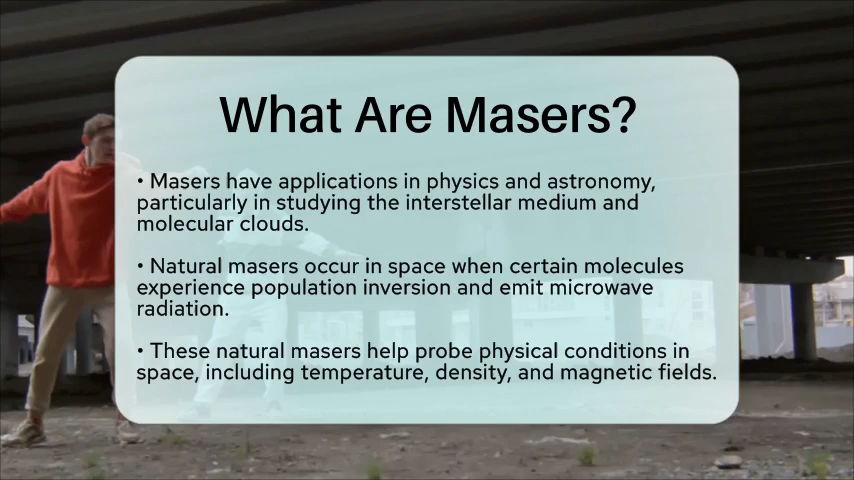 What Are Masers?
• Masers have applications in physics and astronomy,
particularly in studying the interstellar medium and
molecular clouds.
• Natural masers occur in space when certain molecules
experience population inversion and emit microwave
radiation.
• These natural masers help probe physical conditions in
space, including temperature, density, and magnetic fields.